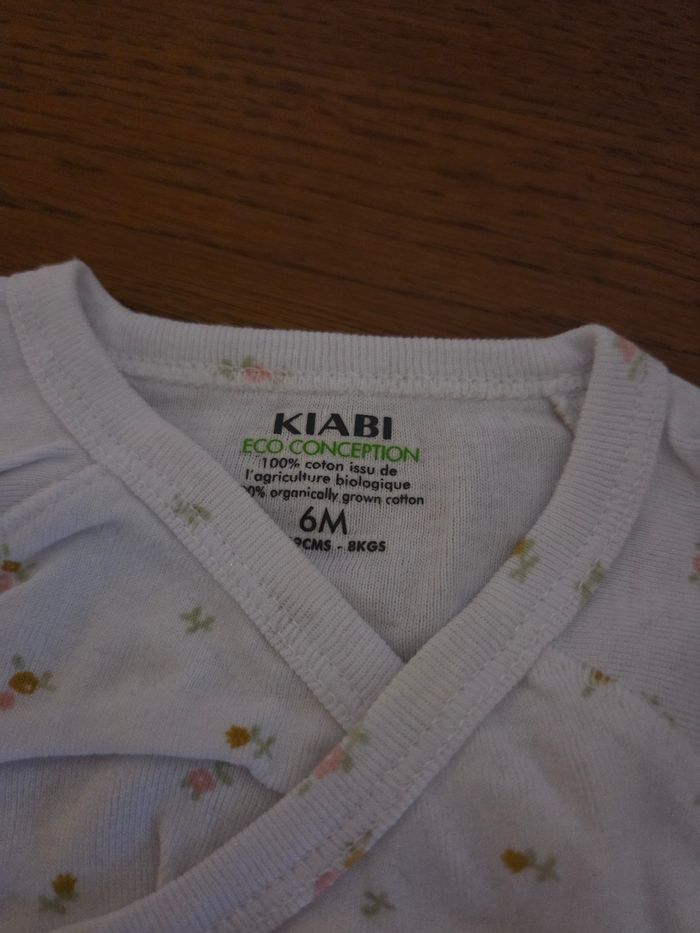 KIABI
ECO CONCEPTION
100% coton issu de
l'agriculture biologique
organically grown cotton
6M
8KGS